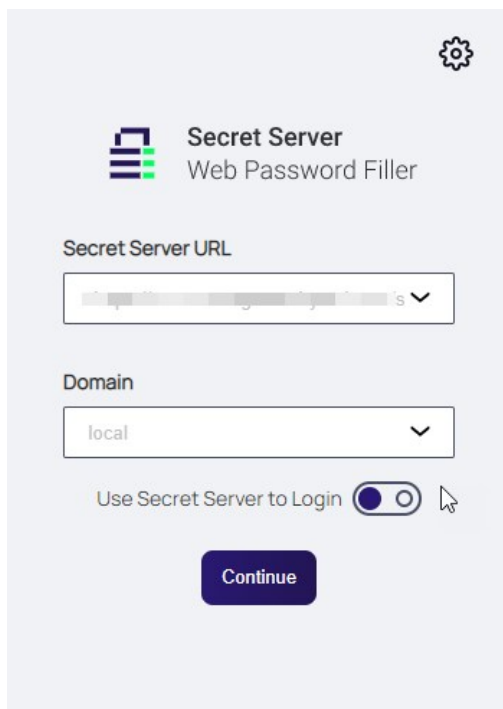 Secret Server
Web Password Filler
Secret Server URL
Domain
local
Use Secret Server to Login
Continue